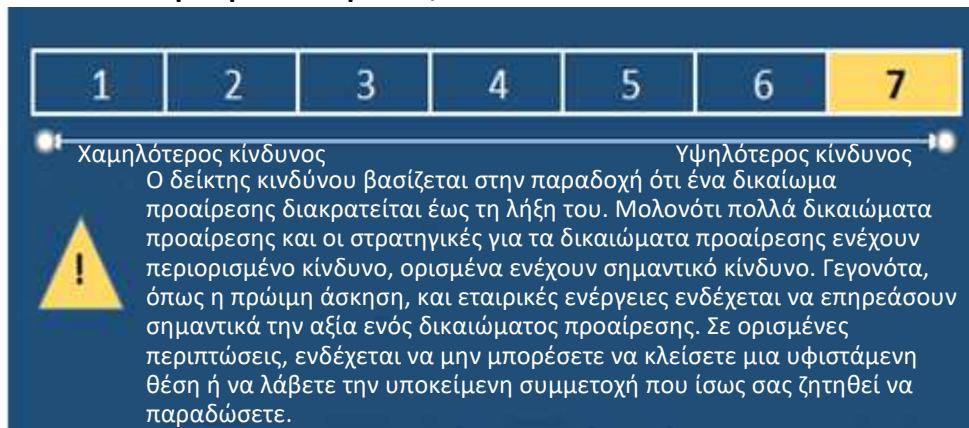 1 2 3 4 5 6 7
Χαμηλότερος κίνδυνος Υψηλότερος κίνδυνος
Ο δείκτης κινδύνου βασίζεται στην παραδοχή ότι ένα δικαίωμα
προαίρεσης διακρατείται έως τη λήξη του. Μολονότι πολλά δικαιώματα
προαίρεσης και οι στρατηγικές για τα δικαιώματα προαίρεσης ενέχουν
περιορισμένο κίνδυνο, ορισμένα ενέχουν σημαντικό κίνδυνο. Γεγονότα,
όπως η πρώιμη άσκηση, και εταιρικές ενέργειες ενδέχεται να επηρεάσουν
σημαντικά την αξία ενός δικαιώματος προαίρεσης. Σε ορισμένες
περιπτώσεις, ενδέχεται να μην μπορέσετε να κλείσετε μια υφιστάμενη
θέση ή να λάβετε την υποκείμενη συμμετοχή που ίσως σας ζητηθεί να
παραδώσετε.
!